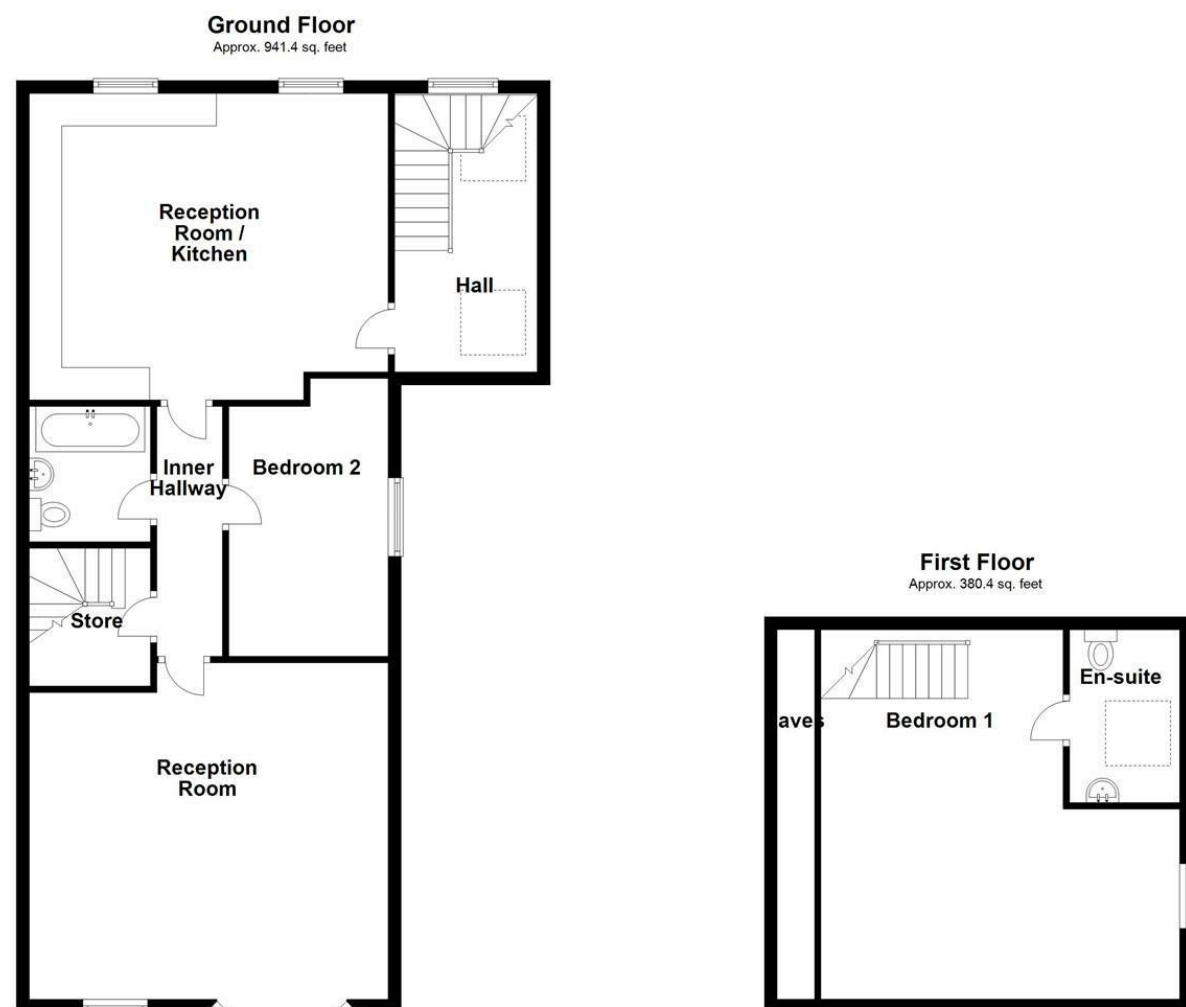 Ground Floor
Approx. 941.4 sq. feet
Reception
Room /
Kitchen
Hall
Inner
Hallway
Bedroom 2
Store
Reception
Room
First Floor
Approx. 380.4 sq. feet
En-suite
aves
Bedroom 1